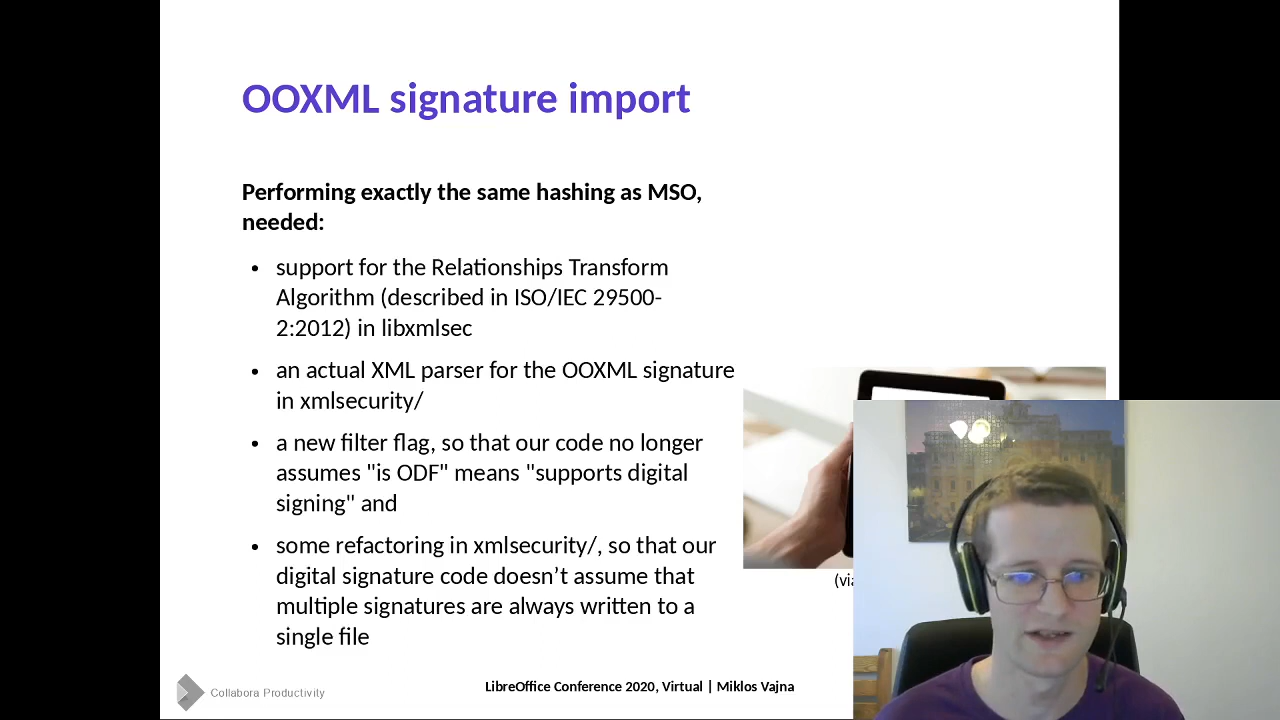 OOXML signature import
Performing exactly the same hashing as MSO,
needed:
• support for the Relationships Transform
Algorithm (described in ISO/IEC 29500-
2:2012) in libxmlsec
• an actual XML parser for the OOXML signature
in xmlsecurity/
• a new filter flag, so that our code no longer
assumes "is ODF" means "supports digital
signing" and
• some refactoring in xmlsecurity/, so that our
digital signature code doesn’t assume that
multiple signatures are always written to a
single file
Collabora Productivity
LibreOffice Conference 2020, Virtual | Miklos Vajna